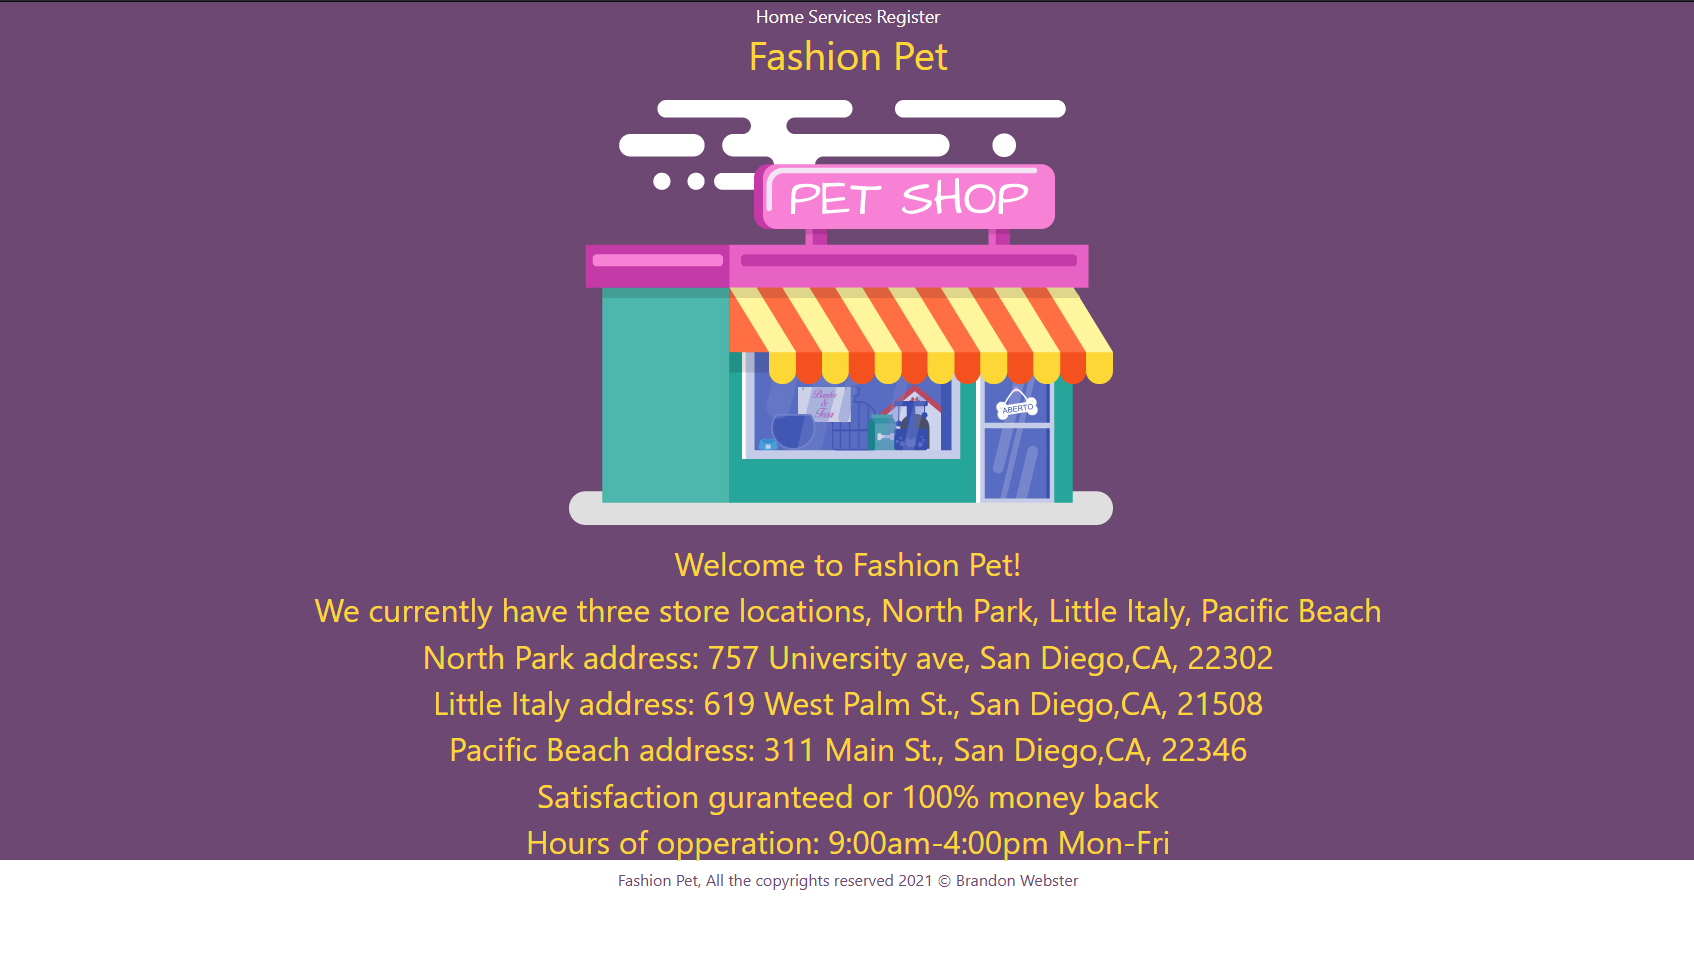 Home Services Register
Fashion Pet
PET SHOP
Banho
&
Tosa
ABERTO
Welcome to Fashion Pet!
We currently have three store locations, North Park, Little Italy, Pacific Beach
North Park address: 757 University ave, San Diego,CA, 22302
Little Italy address: 619 West Palm St., San Diego,CA, 21508
Pacific Beach address: 311 Main St., San Diego,CA, 22346
Satisfaction guranteed or 100% money back
Hours of opperation: 9:00am-4:00pm Mon-Fri
Fashion Pet, All the copyrights reserved 2021 © Brandon Webster